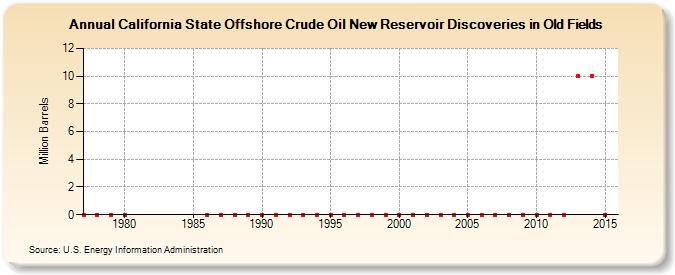 Annual California State Offshore Crude Oil New Reservoir Discoveries in Old Fields
Million Barrels
12
10
8
6
4
2
0
1980 1985 1990 1995 2000 2005 2010 2015
Source: U.S. Energy Information Administration